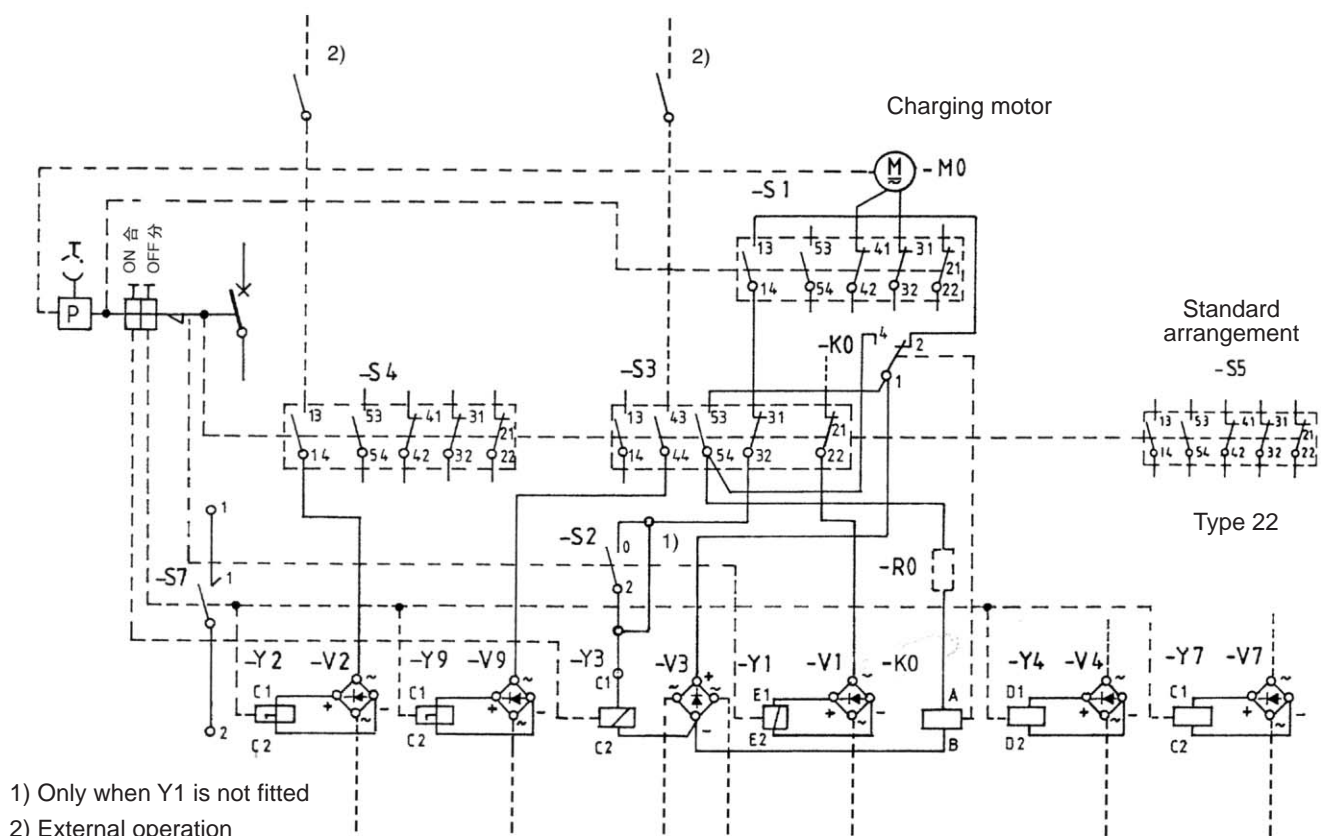 2)
2)
Charging motor
M
-M0
-S1
13
53
41
31
21
14
54
42
32
22
ON 合
OFF 分
P
Standard
arrangement
-S5
-K0
4
2
1
-S4
13
53
41
31
21
14
54
42
32
22
-S3
13
43
53
31
21
14
44
54
32
22
13
53
41
31
21
14
54
42
32
22
Type 22
1
-S7
1
2
-S2
0
2
1)
-R0
-Y2
-V2
C1
C2
+
~
~
-
-Y9
-V9
C1
C2
+
~
~
-
-Y3
-V3
C1
C2
~
+
~
-
-Y1
-V1
E1
E2
+
~
~
-
-K0
A
B
-Y4
-V4
D1
D2
+
~
~
-
-Y7
-V7
C1
C2
+
~
~
-
1) Only when Y1 is not fitted
2) External operation